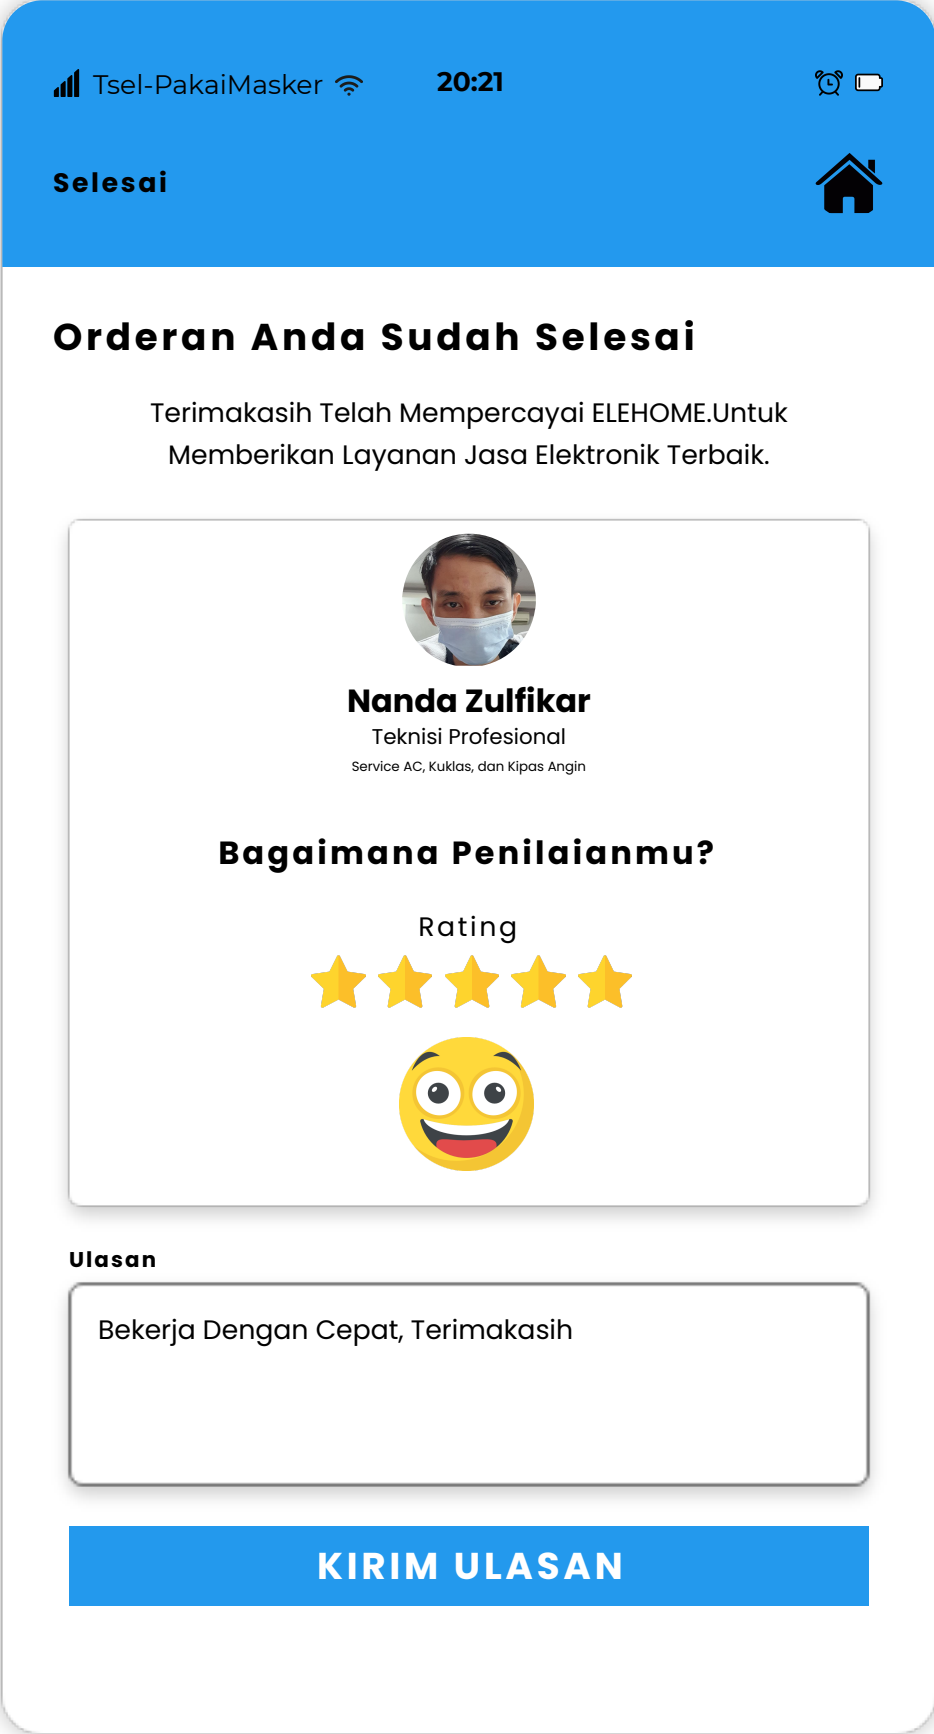 Tsel-PakaiMasker 20:21
Selesai
Orderan Anda Sudah Selesai
Terimakasih Telah Mempercayai ELEHOME.Untuk
Memberikan Layanan Jasa Elektronik Terbaik.
Nanda Zulfikar
Teknisi Profesional
Service AC, Kuklas, dan Kipas Angin
Bagaimana Penilaianmu?
Rating
Ulasan
Bekerja Dengan Cepat, Terimakasih
KIRIM ULASAN